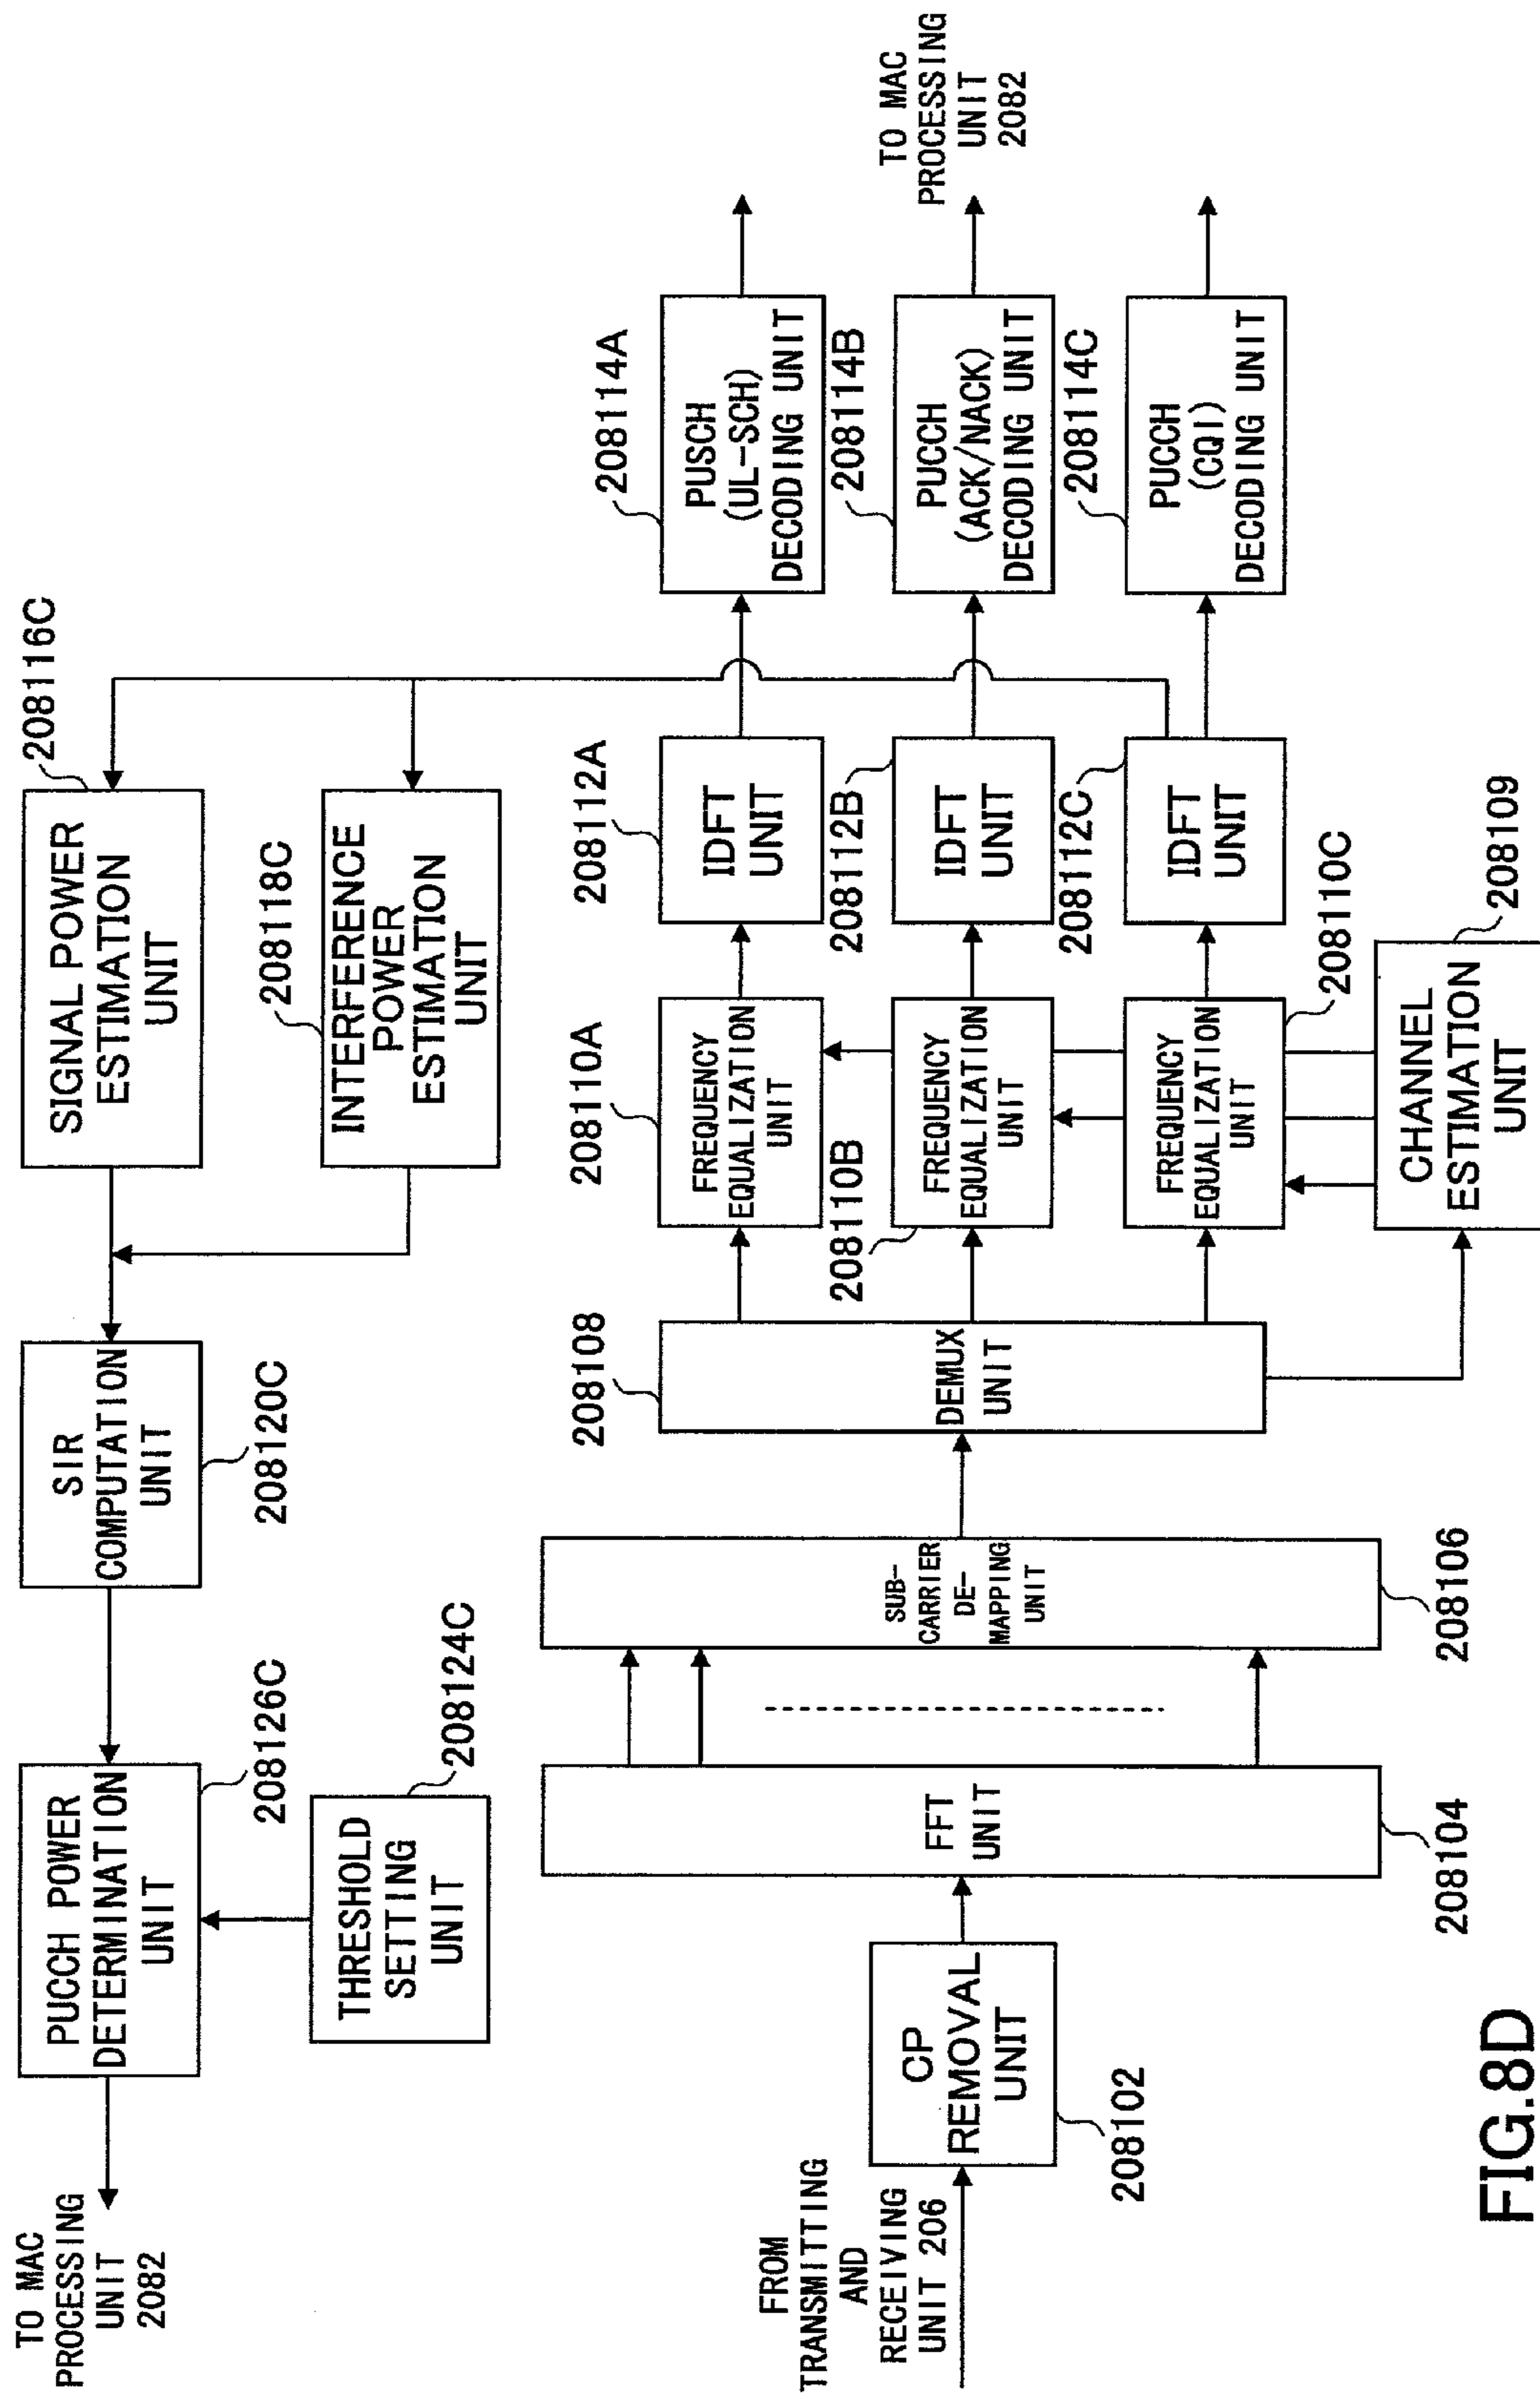 TO MAC
PROCESSING
UNIT
2082
PUCCH POWER
DETERMINATION
UNIT
208126C
THRESHOLD
SETTING
UNIT
208124C
SIR
COMPUTATION
UNIT
208120C
SIGNAL POWER
ESTIMATION
UNIT
208116C
INTERFERENCE
POWER
ESTIMATION
UNIT
208118C
FROM
TRANSMITTING
AND
RECEIVING
UNIT 206
CP
REMOVAL
UNIT
208102
FFT
UNIT
208104
SUB-
CARRIER
DE-
MAPPING
UNIT
208106
DEMUX
UNIT
208108
FREQUENCY
EQUALIZATION
UNIT
208110A
FREQUENCY
EQUALIZATION
UNIT
208110B
FREQUENCY
EQUALIZATION
UNIT
208110C
CHANNEL
ESTIMATION
UNIT
208109
IDFT
UNIT
208112A
IDFT
UNIT
208112B
IDFT
UNIT
208112C
PUSCH
(UL-SCH)
DECODING UNIT
208114A
PUCCH
(ACK/NACK)
DECODING UNIT
208114B
PUCCH
(CQI)
DECODING UNIT
208114C
TO MAC
PROCESSING
UNIT
2082
FIG.8D